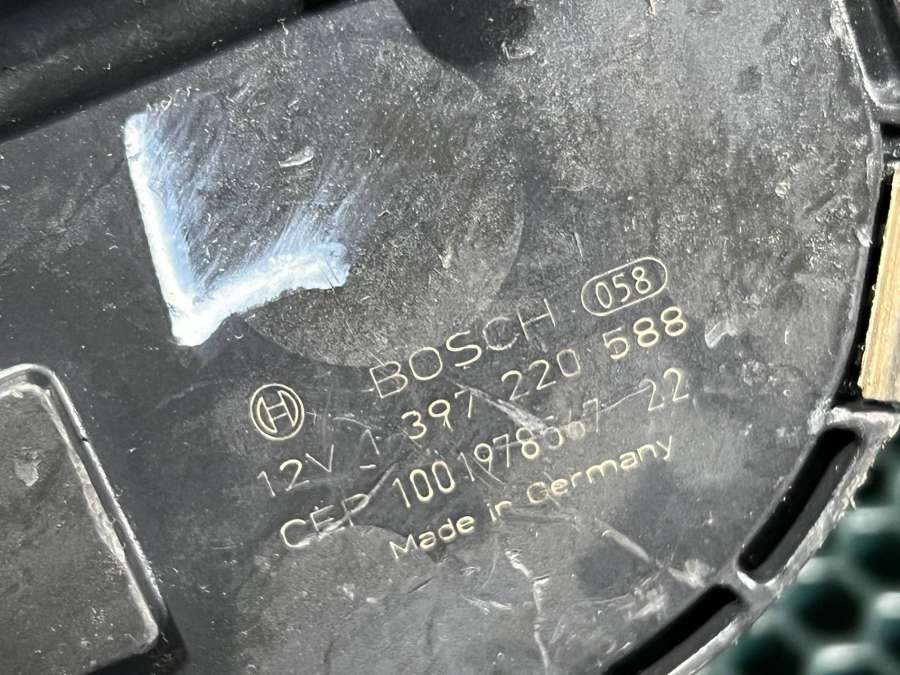 BOSCH 058
12V 1 397 220 588
CEP 1001978567 22
Made in Germany